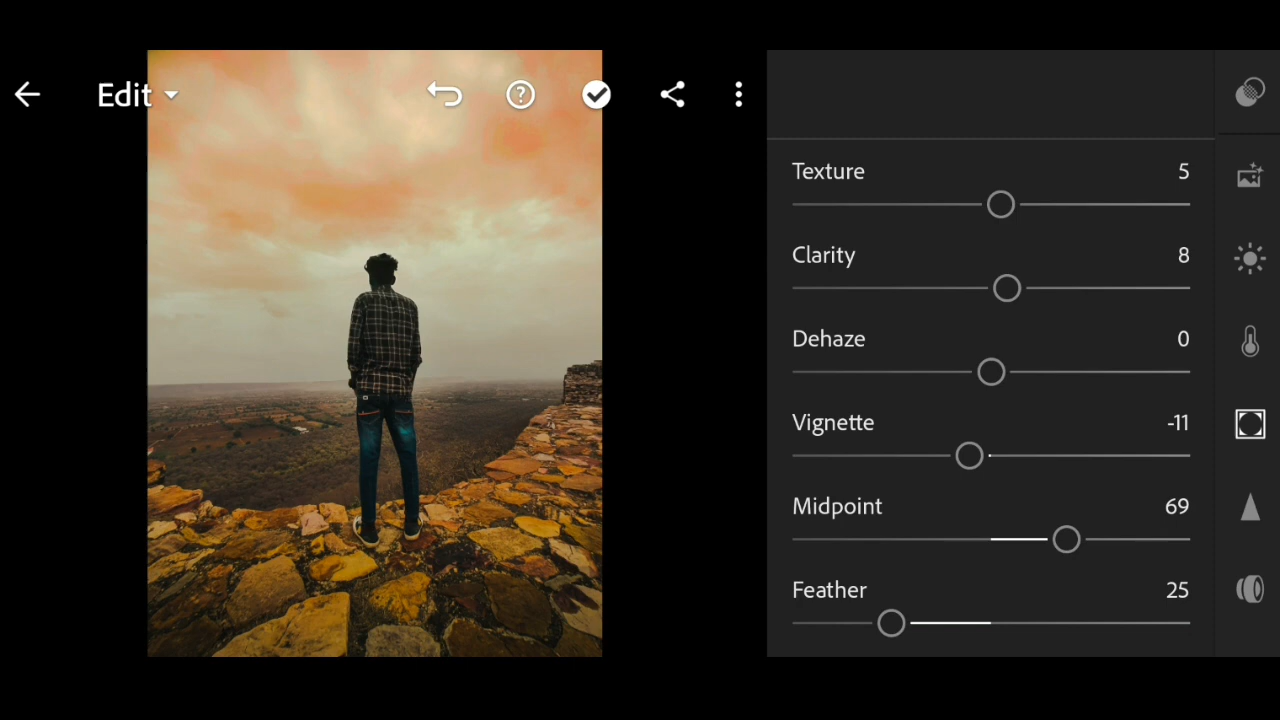 Edit
Texture 5
Clarity 8
Dehaze 0
Vignette -11
Midpoint 69
Feather 25